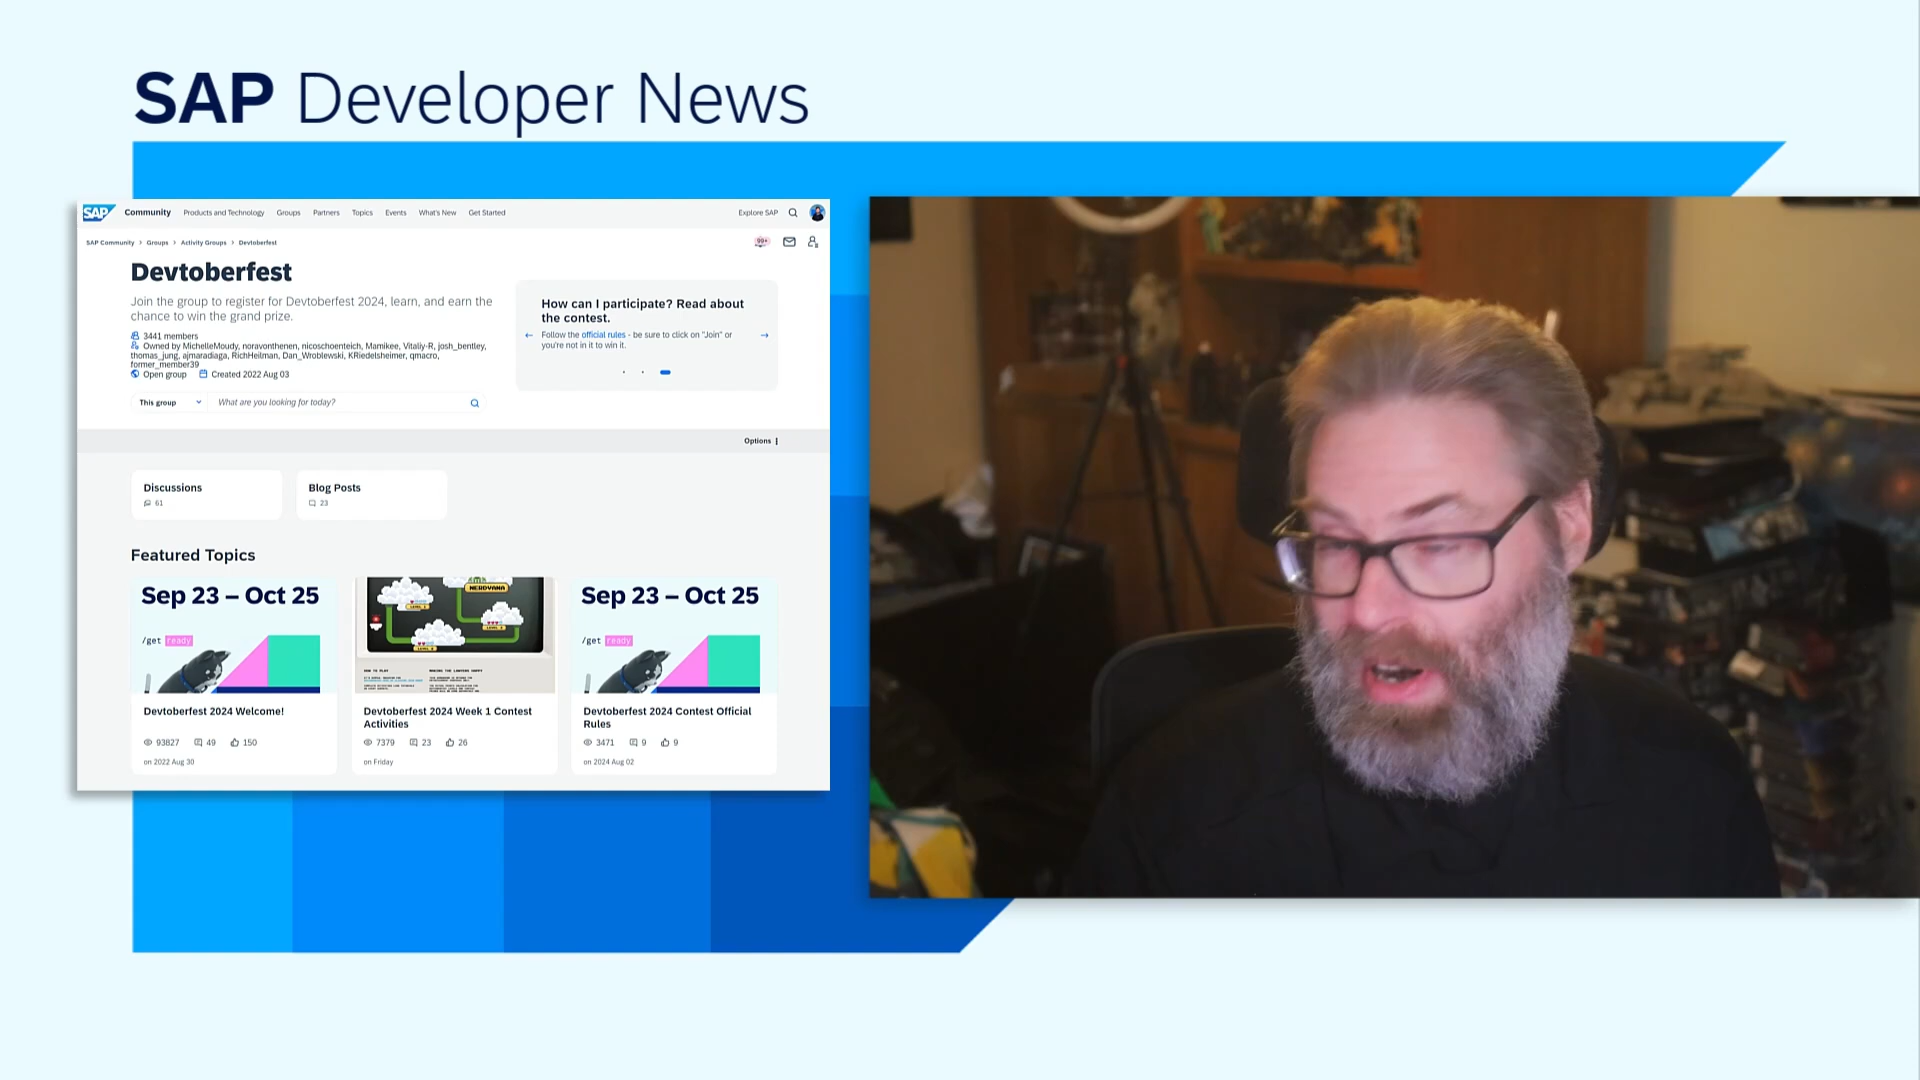 SAP Developer News
SAP Community Products and Technology Groups Partners Topics Events What's New Get Started Explore SAP
SAP Community > Groups > Activity Groups > Devtoberfest
99+
Devtoberfest
Join the group to register for Devtoberfest 2024, learn, and earn the
chance to win the grand prize.
3441 members
Owned by MichelleMoudy, noravonthenen, nicoschoenteich, Mamikee, Vitaliy-R, josh_bentley,
thomas_jung, ajmaradiaga, RichHeilman, Dan_Wroblewski, KRiedelsheimer, qmacro,
former_member39
Open group Created 2022 Aug 03
This group What are you looking for today?
How can I participate? Read about
the contest.
Follow the official rules - be sure to click on "Join" or
you're not in it to win it.
Options
Discussions
61
Blog Posts
23
Featured Topics
Sep 23 – Oct 25
/get ready
Devtoberfest 2024 Welcome!
93827 49 150
on 2022 Aug 30
NERDVANA
HOW TO PLAY
Devtoberfest 2024 Week 1 Contest
Activities
7379 23 26
on Friday
Sep 23 – Oct 25
/get ready
Devtoberfest 2024 Contest Official
Rules
3471 9 9
on 2024 Aug 02